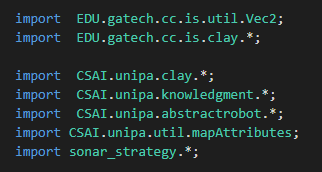 import  EDU.gatech.cc.is.util.Vec2;
import  EDU.gatech.cc.is.clay.*;
import  CSAI.unipa.clay.*;
import  CSAI.unipa.knowledgment.*;
import  CSAI.unipa.abstractrobot.*;
import CSAI.unipa.util.mapAttributes;
import sonar_strategy.*;